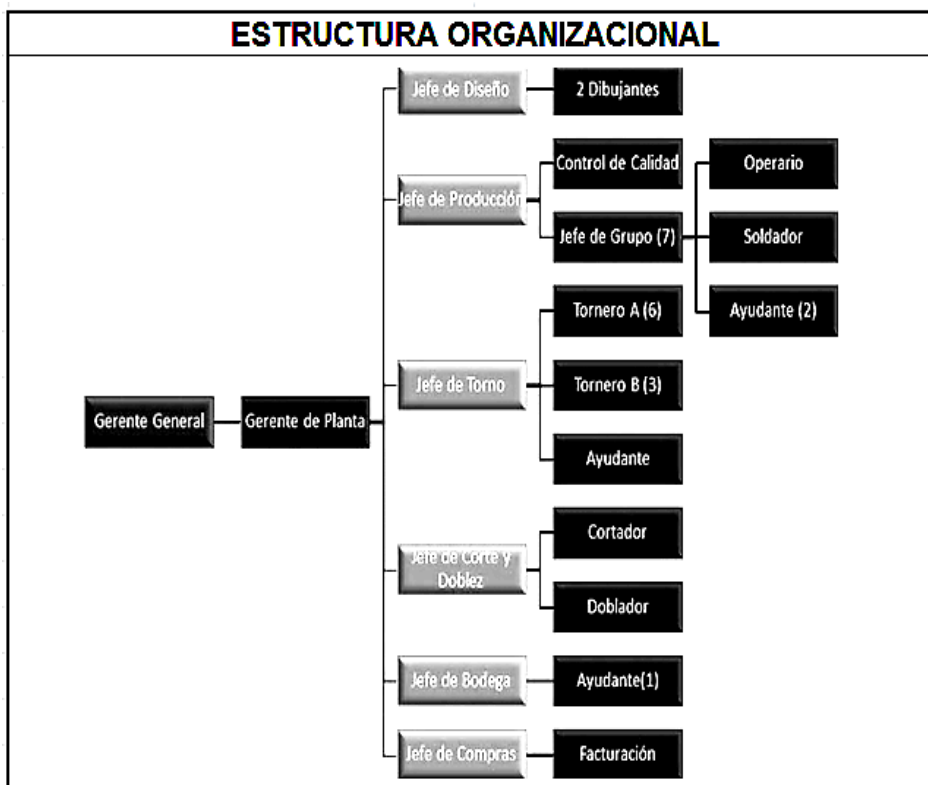 ESTRUCTURA ORGANIZACIONAL
Jefe de Diseño
2 Dibujantes
Control de Calidad
Operario
Jefe de Producción
Jefe de Grupo (7)
Soldador
Tornero A (6)
Ayudante (2)
Jefe de Torno
Tornero B (3)
Gerente General
Gerente de Planta
Ayudante
Cortador
Jefe de Corte y
Doblez
Doblador
Jefe de Bodega
Ayudante(1)
Jefe de Compras
Facturación